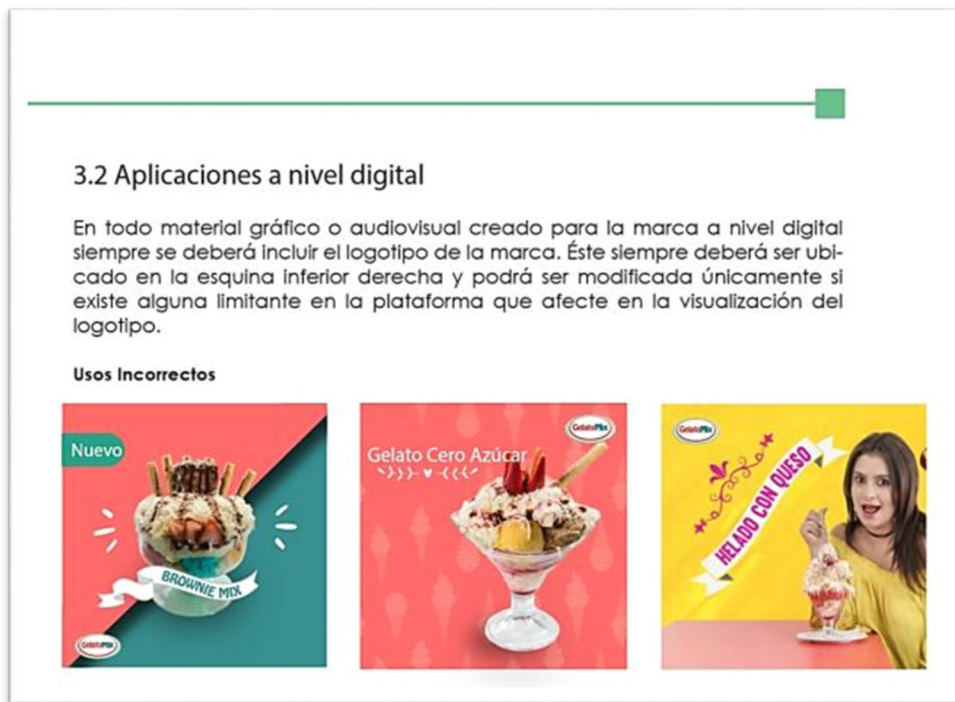 3.2 Aplicaciones a nivel digital
En todo material gráfico o audiovisual creado para la marca a nivel digital
siempre se deberá incluir el logotipo de la marca. Éste siempre deberá ser ubi-
cado en la esquina inferior derecha y podrá ser modificada únicamente si
existe alguna limitante en la plataforma que afecte en la visualización del
logotipo.
Usos Incorrectos
Nuevo
BROWNIE MIX
GelatoMix
GelatoMix
Gelato Cero Azúcar
GelatoMix
HELADO CON QUESO